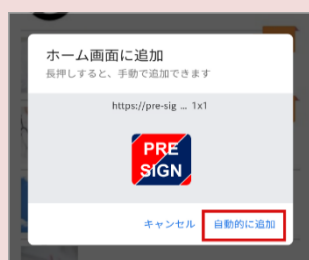 ホーム画面に追加
長押しすると、手動で追加できます
https://pre-sig ... 1x1
PRE
SIGN
キャンセル 自動的に追加